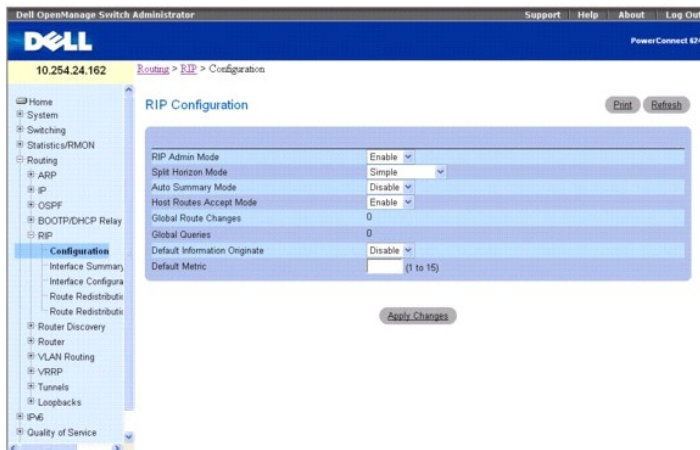 Dell OpenManage Switch Administrator
Support Help About Log Out
DELL
PowerConnect 624
10.254.24.162
Routing > RIP > Configuration
Home
System
Switching
Statistics/RMON
Routing
ARP
IP
OSPF
BOOTP/DHCP Relay
RIP
Configuration
Interface Summary
Interface Configura
Route Redistributio
Route Redistributio
Router Discovery
Router
VLAN Routing
VRRP
Tunnels
Loopbacks
IPv6
Quality of Service
RIP Configuration
Print Refresh
RIP Admin Mode Enable
Split Horizon Mode Simple
Auto Summary Mode Disable
Host Routes Accept Mode Enable
Global Route Changes 0
Global Queries 0
Default Information Originate Disable
Default Metric (1 to 15)
Apply Changes